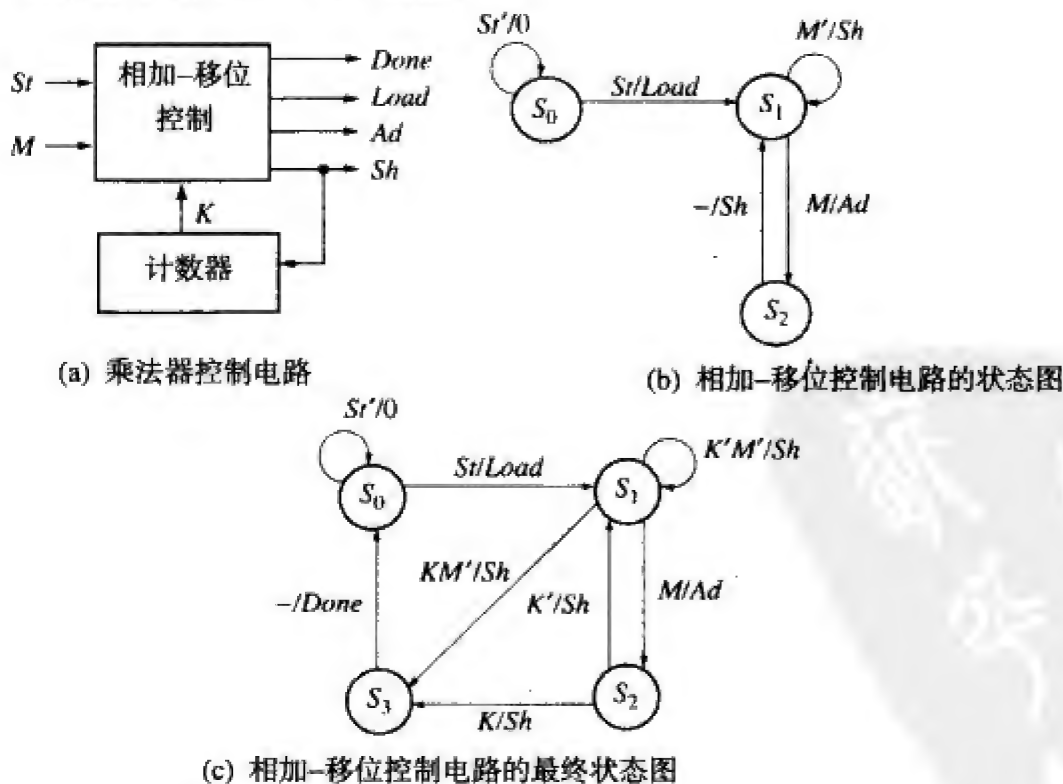 St
M
相加-移位
控制
Done
Load
Ad
Sh
K
计数器
(a) 乘法器控制电路
St'/0
S₀
St/Load
M'/Sh
S₁
-/Sh
M/Ad
S₂
(b) 相加-移位控制电路的状态图
St'/0
S₀
St/Load
K'M'/Sh
S₁
KM'/Sh
K'/Sh
M/Ad
-/Done
S₃
K/Sh
S₂
(c) 相加-移位控制电路的最终状态图